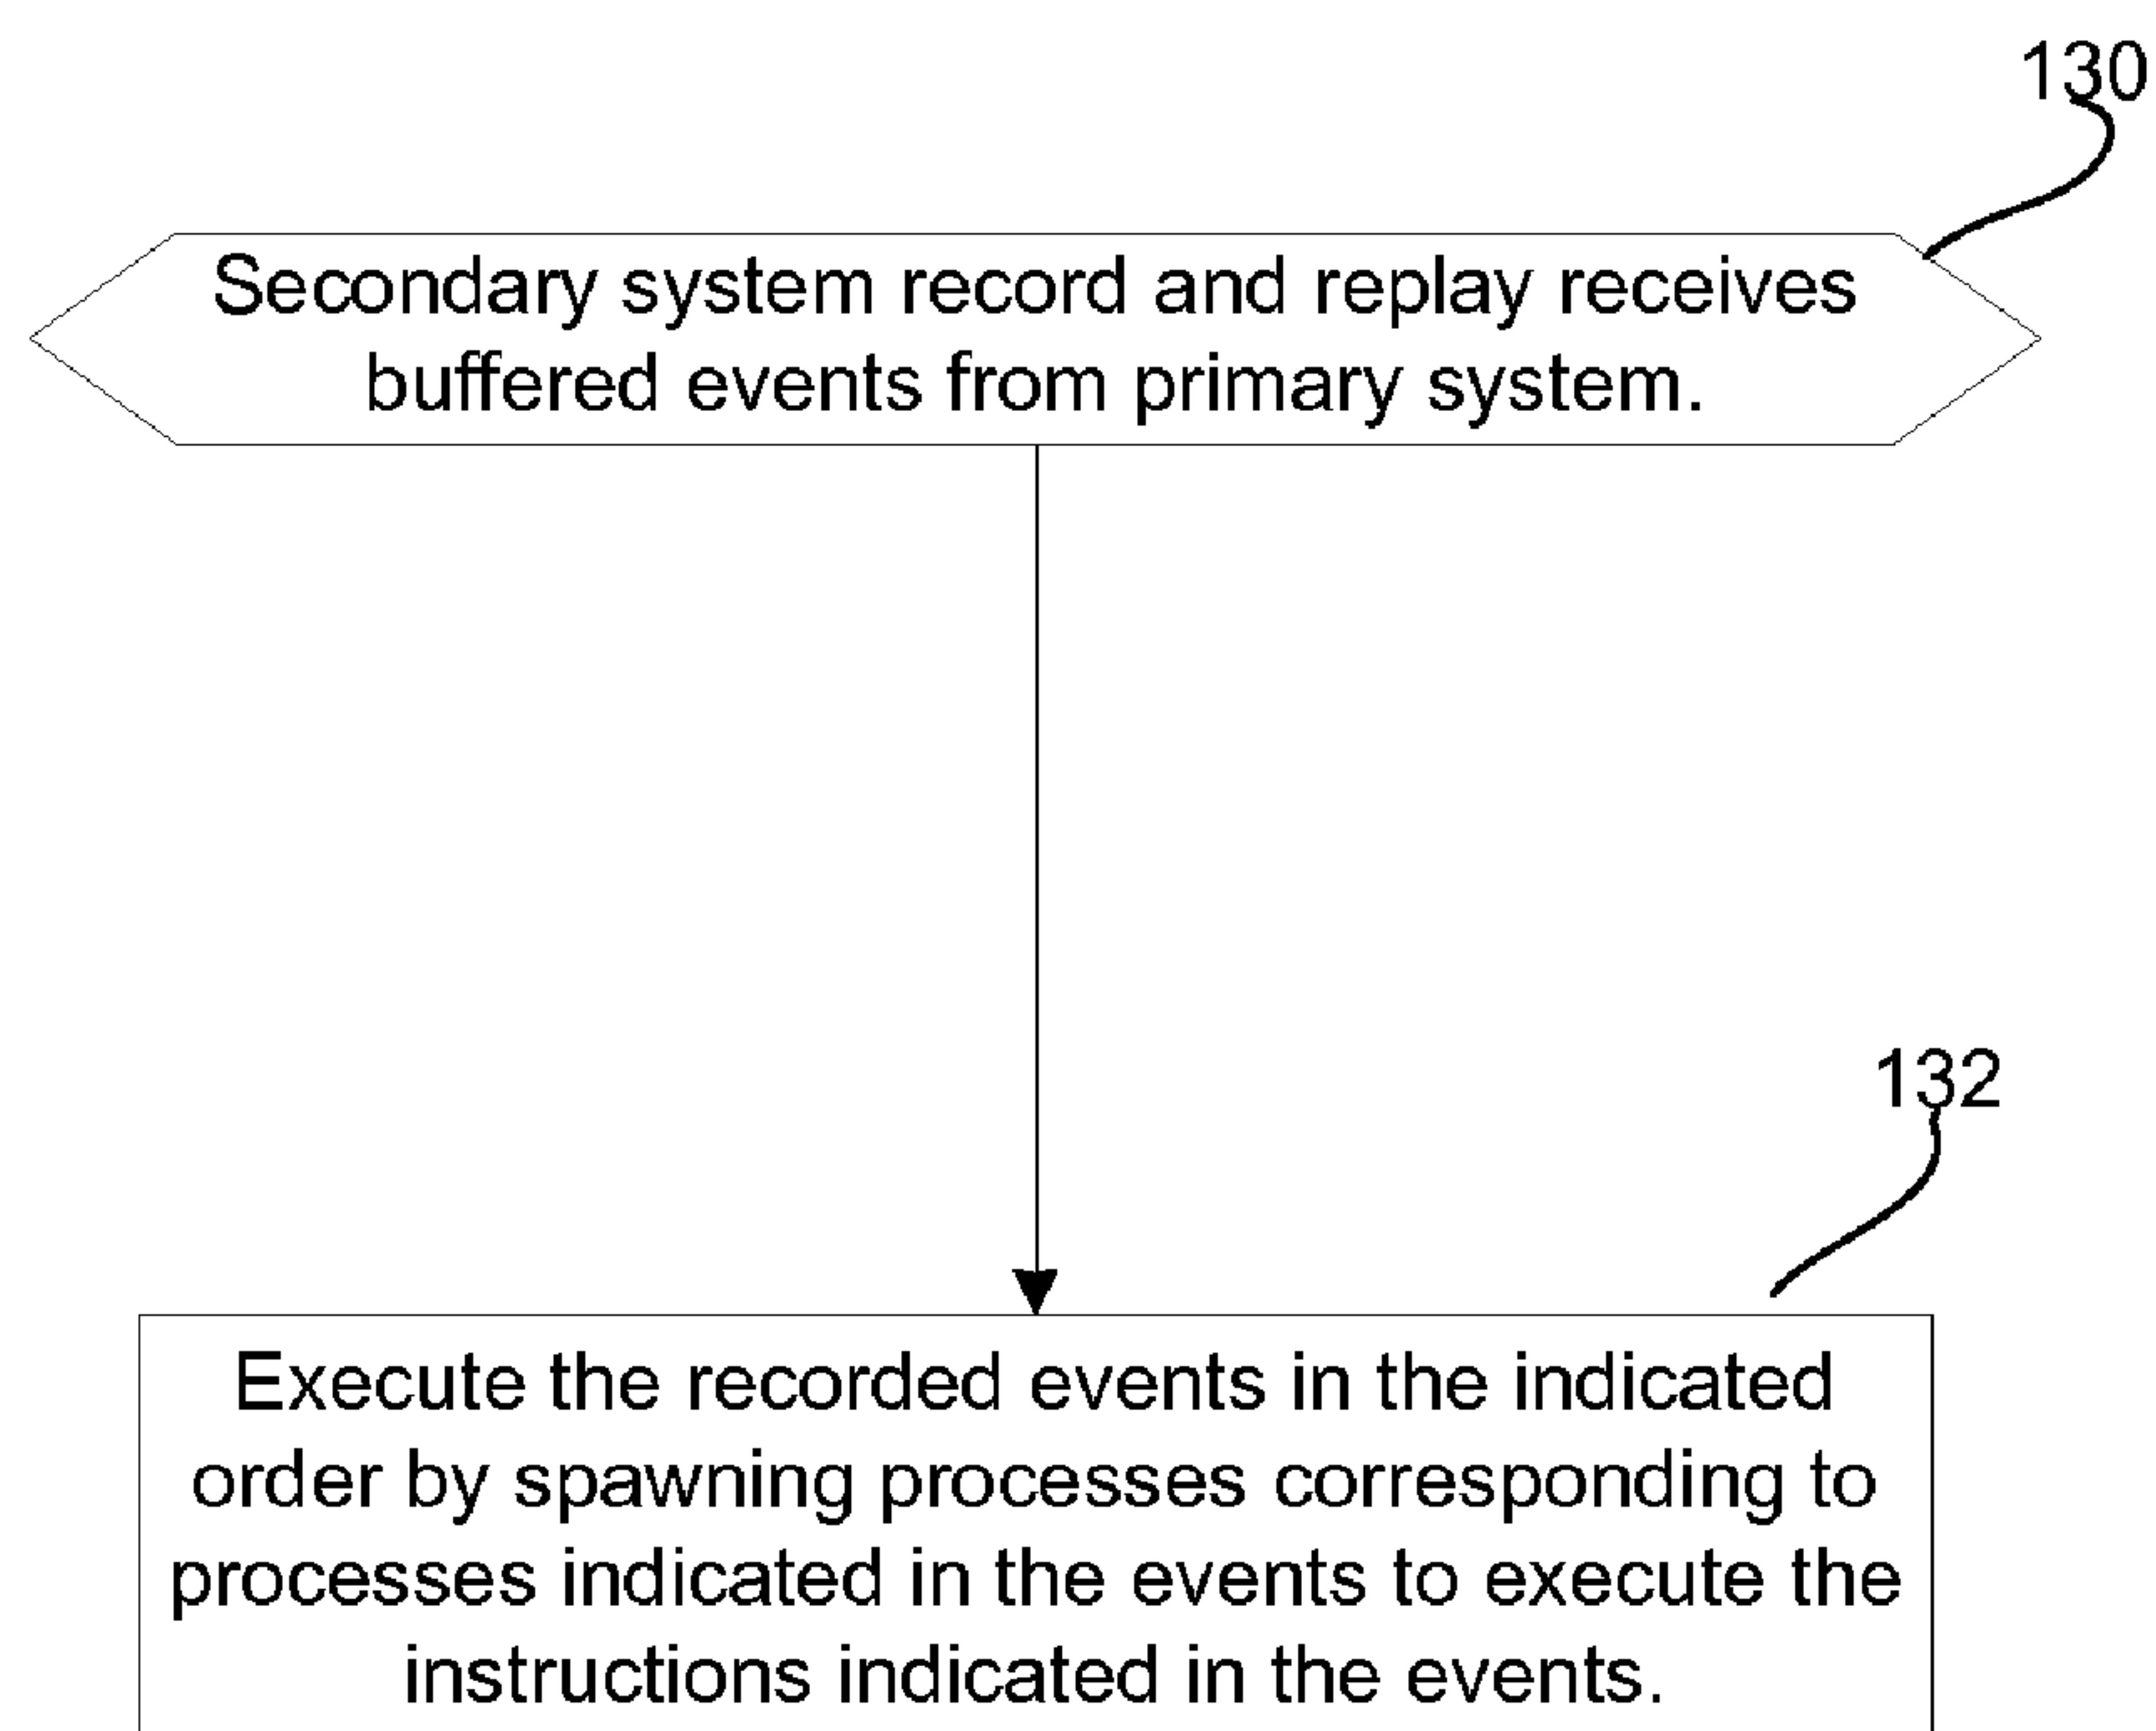 130
Secondary system record and replay receives
buffered events from primary system.
132
Execute the recorded events in the indicated
order by spawning processes corresponding to
processes indicated in the events to execute the
instructions indicated in the events.